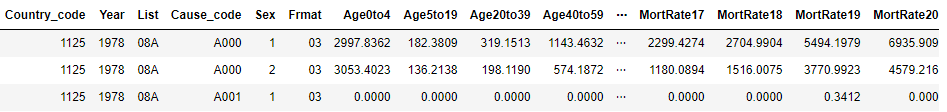 Country_code Year List Cause_code Sex Frmat Age0to4 Age5to19 Age20to39 Age40to59 ... MortRate17 MortRate18 MortRate19 MortRate20
1125 1978 08A A000 1 03 2997.8362 182.3809 319.1513 1143.4632 ... 2299.4274 2704.9904 5494.1979 6935.909
1125 1978 08A A000 2 03 3053.4023 136.2138 198.1190 574.1872 ... 1180.0894 1516.0075 3770.9923 4579.216
1125 1978 08A A001 1 03 0.0000 0.0000 0.0000 0.0000 ... 0.0000 0.0000 0.3412 0.000